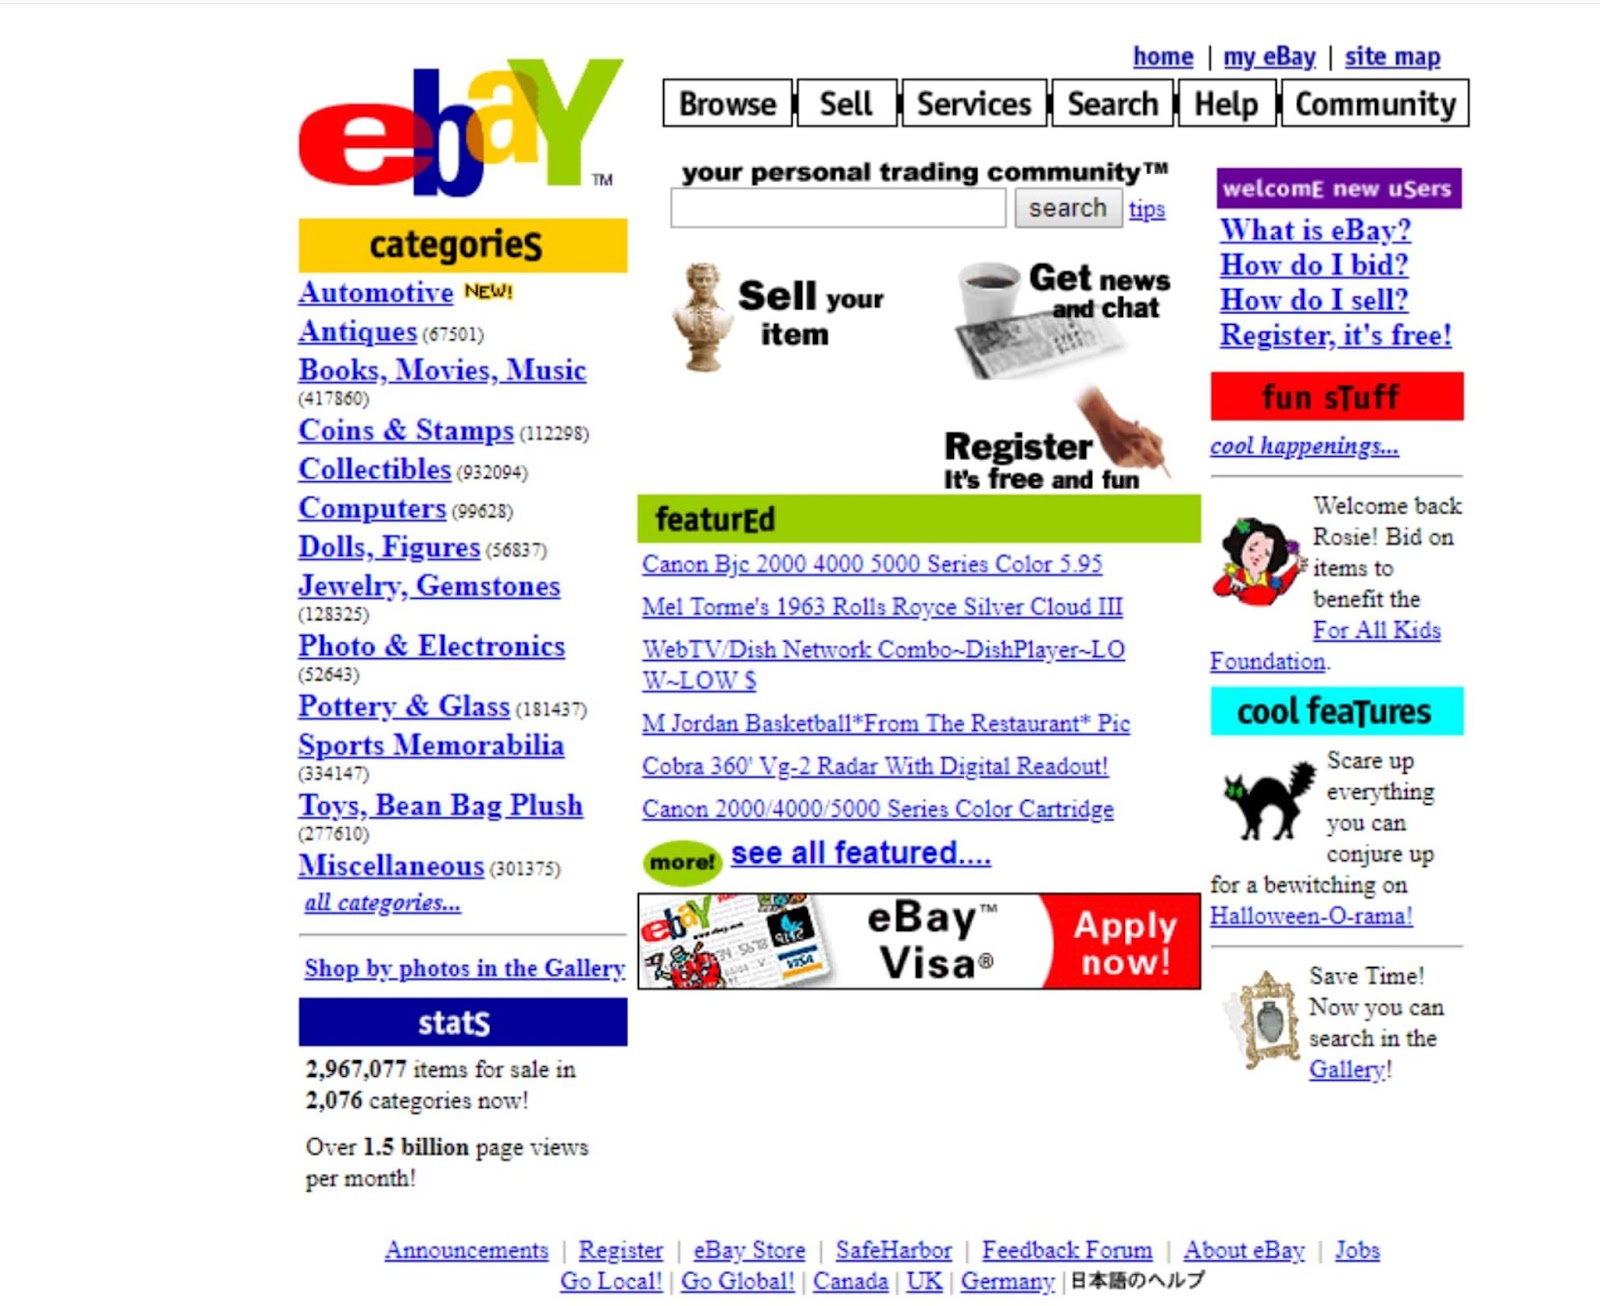 ebaY™
home | my eBay | site map
Browse Sell Services Search Help Community
your personal trading community™
search tips
Sell your
item
Get news
and chat
Register
It's free and fun
categorieS
Automotive NEW!
Antiques (67501)
Books, Movies, Music
(417860)
Coins & Stamps (112298)
Collectibles (932094)
Computers (99628)
Dolls, Figures (56837)
Jewelry, Gemstones
(128325)
Photo & Electronics
(52643)
Pottery & Glass (181437)
Sports Memorabilia
(334147)
Toys, Bean Bag Plush
(277610)
Miscellaneous (301375)
all categories...
Shop by photos in the Gallery
statS
2,967,077 items for sale in
2,076 categories now!
Over 1.5 billion page views
per month!
featurEd
Canon Bjc 2000 4000 5000 Series Color 5.95
Mel Torme's 1963 Rolls Royce Silver Cloud III
WebTV/Dish Network Combo~DishPlayer~LO
W~LOW $
M Jordan Basketball*From The Restaurant* Pic
Cobra 360' Vg-2 Radar With Digital Readout!
Canon 2000/4000/5000 Series Color Cartridge
more! see all featured....
ebaY
VISA
eBay™
Visa®
Apply
now!
welcomE new uSers
What is eBay?
How do I bid?
How do I sell?
Register, it's free!
fun sTuff
cool happenings...
Welcome back
Rosie! Bid on
items to
benefit the
For All Kids
Foundation.
cool feaTures
Scare up
everything
you can
conjure up
for a bewitching on
Halloween-O-rama!
Save Time!
Now you can
search in the
Gallery!
Announcements | Register | eBay Store | SafeHarbor | Feedback Forum | About eBay | Jobs
Go Local! | Go Global! | Canada | UK | Germany | 日本語のヘルプ